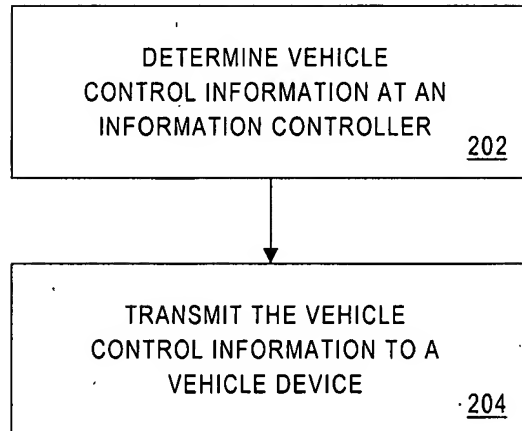 DETERMINE VEHICLE
CONTROL INFORMATION AT AN
INFORMATION CONTROLLER
202
TRANSMIT THE VEHICLE
CONTROL INFORMATION TO A
VEHICLE DEVICE
204